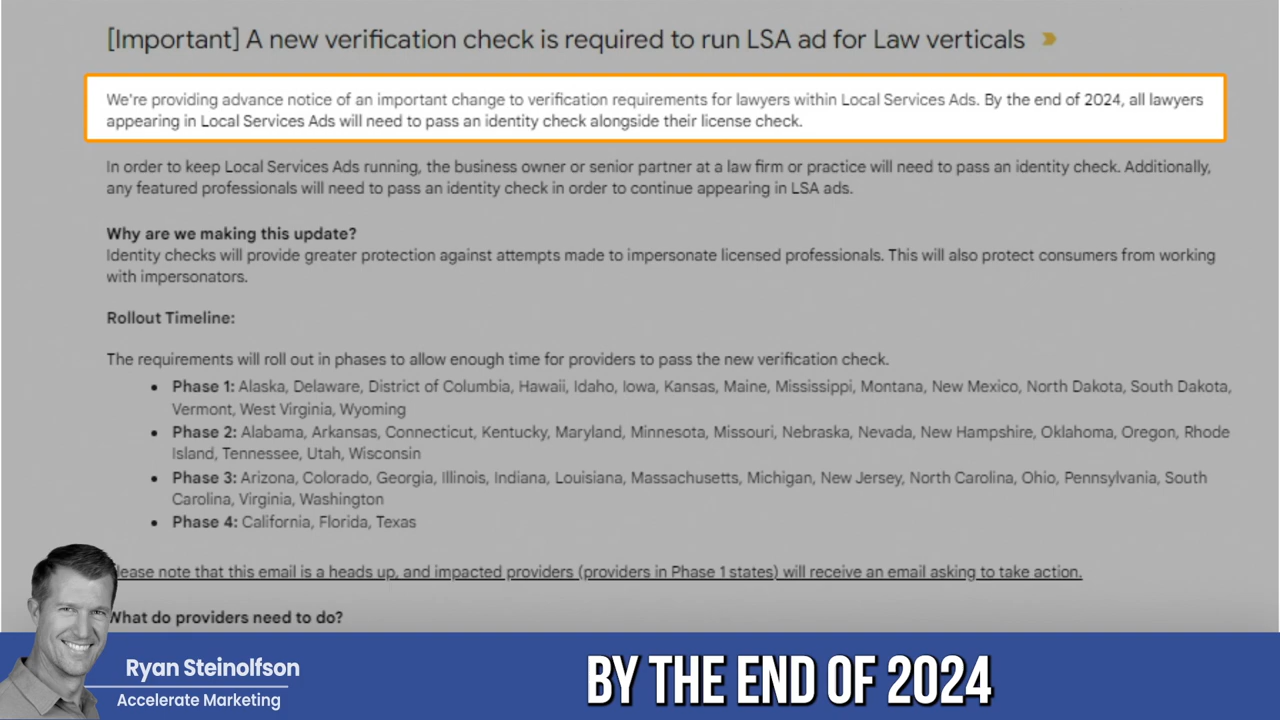 [Important] A new verification check is required to run LSA ad for Law verticals
We're providing advance notice of an important change to verification requirements for lawyers within Local Services Ads. By the end of 2024, all lawyers
appearing in Local Services Ads will need to pass an identity check alongside their license check.
In order to keep Local Services Ads running, the business owner or senior partner at a law firm or practice will need to pass an identity check. Additionally,
any featured professionals will need to pass an identity check in order to continue appearing in LSA ads.
Why are we making this update?
Identity checks will provide greater protection against attempts made to impersonate licensed professionals. This will also protect consumers from working
with impersonators.
Rollout Timeline:
The requirements will roll out in phases to allow enough time for providers to pass the new verification check.
• Phase 1: Alaska, Delaware, District of Columbia, Hawaii, Idaho, Iowa, Kansas, Maine, Mississippi, Montana, New Mexico, North Dakota, South Dakota,
Vermont, West Virginia, Wyoming
• Phase 2: Alabama, Arkansas, Connecticut, Kentucky, Maryland, Minnesota, Missouri, Nebraska, Nevada, New Hampshire, Oklahoma, Oregon, Rhode
Island, Tennessee, Utah, Wisconsin
• Phase 3: Arizona, Colorado, Georgia, Illinois, Indiana, Louisiana, Massachusetts, Michigan, New Jersey, North Carolina, Ohio, Pennsylvania, South
Carolina, Virginia, Washington
• Phase 4: California, Florida, Texas
lease note that this email is a heads up, and impacted providers (providers in Phase 1 states) will receive an email asking to take action.
What do providers need to do?
Ryan Steinolfson
Accelerate Marketing
BY THE END OF 2024